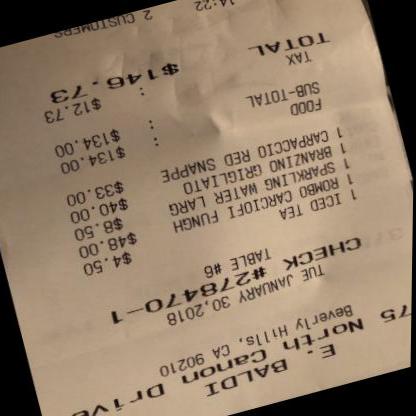 E. BALDI
75 North Canon Drive
Beverly Hills, CA 90210
TUE JANUARY 30, 2018
CHECK #278470-1
TABLE #6
1 ICED TEA $4.50
1 ROMBO CARCIOFI FUNGH $48.00
1 SPARKLING WATER LARG $8.50
1 BRANZINO GRIGLIATO $40.00
1 CARPACCIO RED SNAPPE $33.00
FOOD $134.00
SUB-TOTAL : $134.00
TAX : $12.73
TOTAL : $146.73
14:22 2 CUSTOMERS